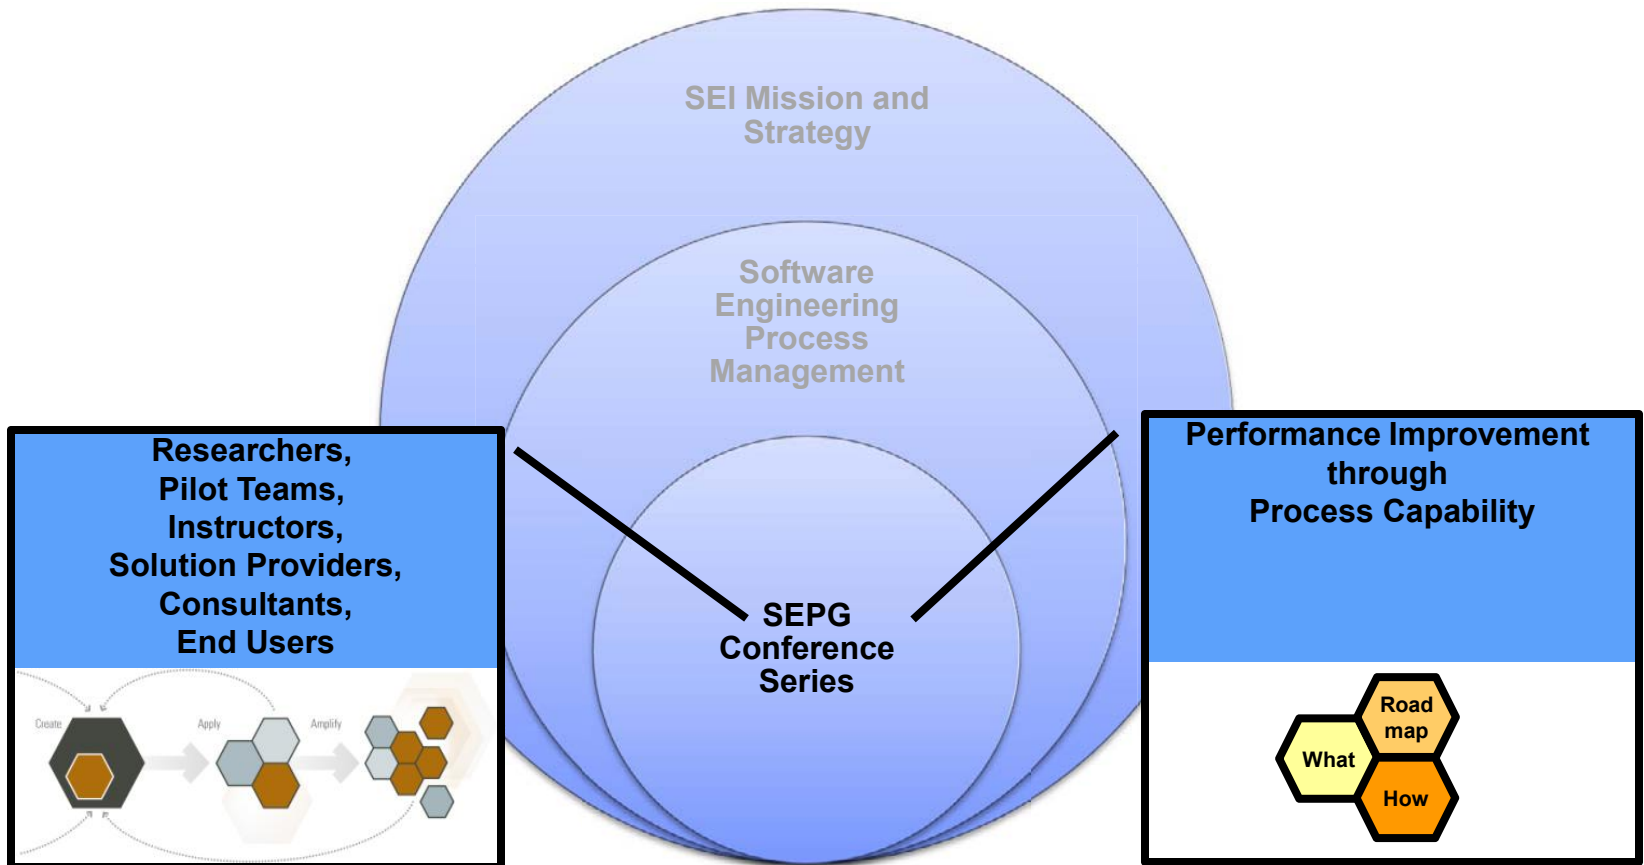 SEI Mission and
Strategy
Software
Engineering
Process
Management
Researchers,
Pilot Teams,
Instructors,
Solution Providers,
Consultants,
End Users
Create
Apply
Amplify
SEPG
Conference
Series
Performance Improvement
through
Process Capability
Road
map
What
How